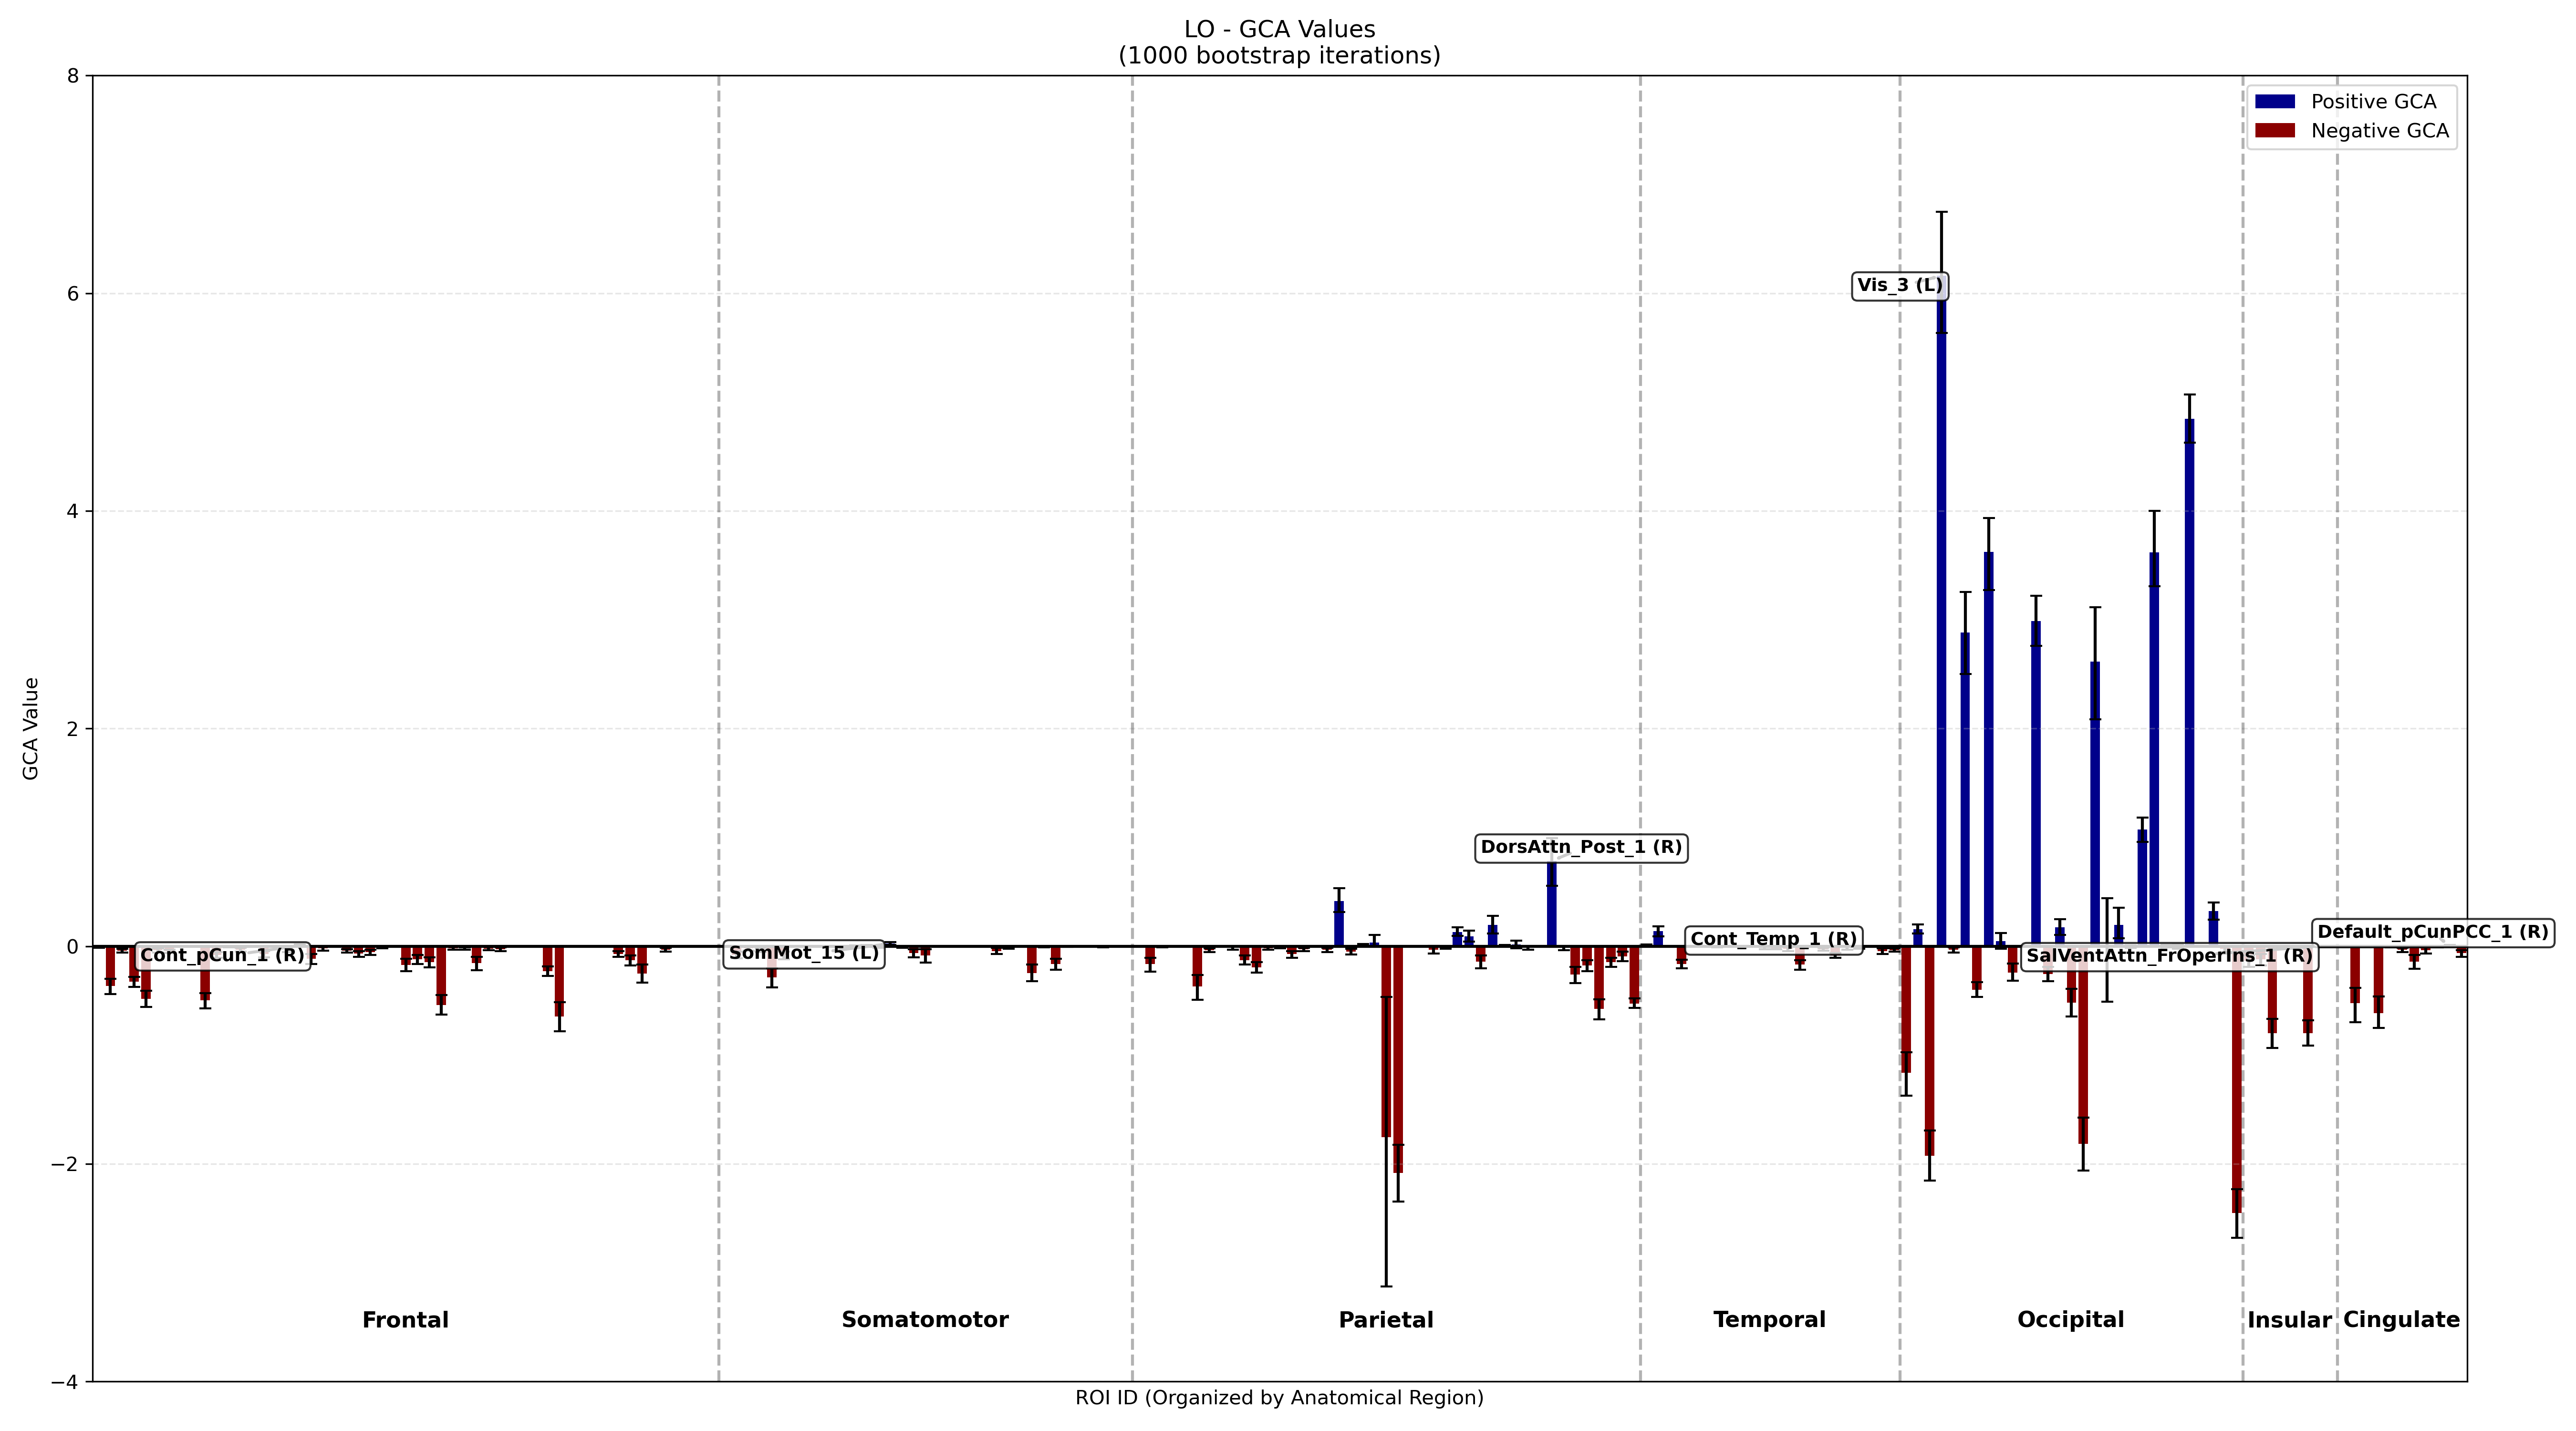 LO - GCA Values
(1000 bootstrap iterations)
Positive GCA
Negative GCA
GCA Value
8
6
4
2
0
−2
−4
Vis_3 (L)
DorsAttn_Post_1 (R)
Cont_pCun_1 (R)
SomMot_15 (L)
Cont_Temp_1 (R)
SalVentAttn_FrOperIns_1 (R)
Default_pCunPCC_1 (R)
Frontal
Somatomotor
Parietal
Temporal
Occipital
Insular
Cingulate
ROI ID (Organized by Anatomical Region)